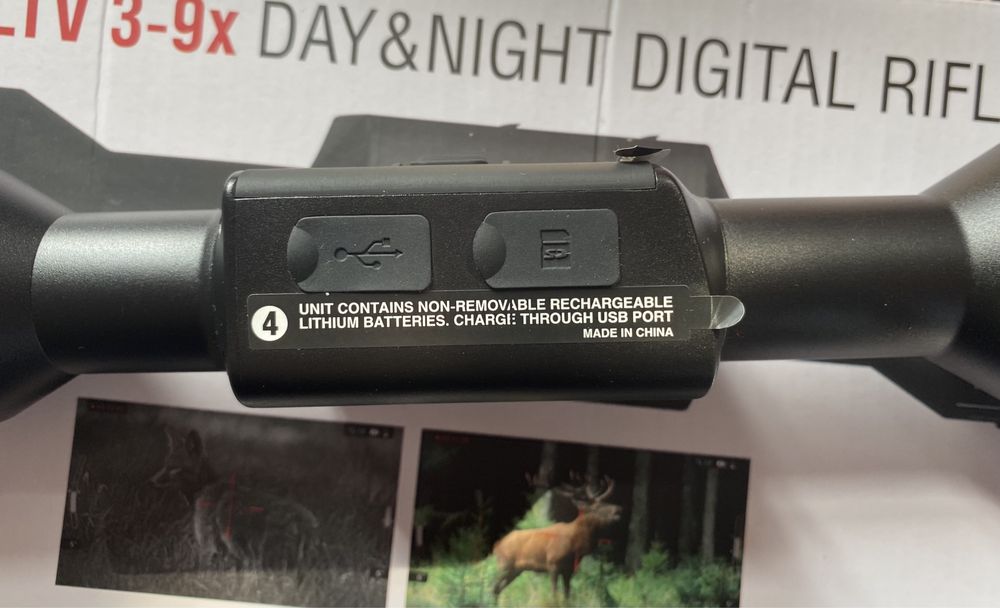 LTV 3-9x DAY&NIGHT DIGITAL RIFL
SD
4
UNIT CONTAINS NON-REMOVABLE RECHARGEABLE
LITHIUM BATTERIES. CHARGE THROUGH USB PORT
MADE IN CHINA